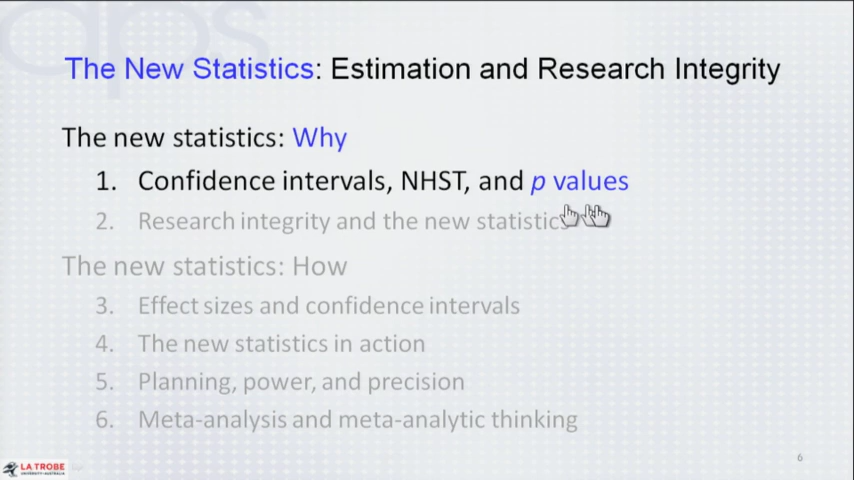 aps
The New Statistics: Estimation and Research Integrity
The new statistics: Why
1. Confidence intervals, NHST, and p values
2. Research integrity and the new statistics
The new statistics: How
3. Effect sizes and confidence intervals
4. The new statistics in action
5. Planning, power, and precision
6. Meta-analysis and meta-analytic thinking
6
LA TROBE
UNIVERSITY AUSTRALIA